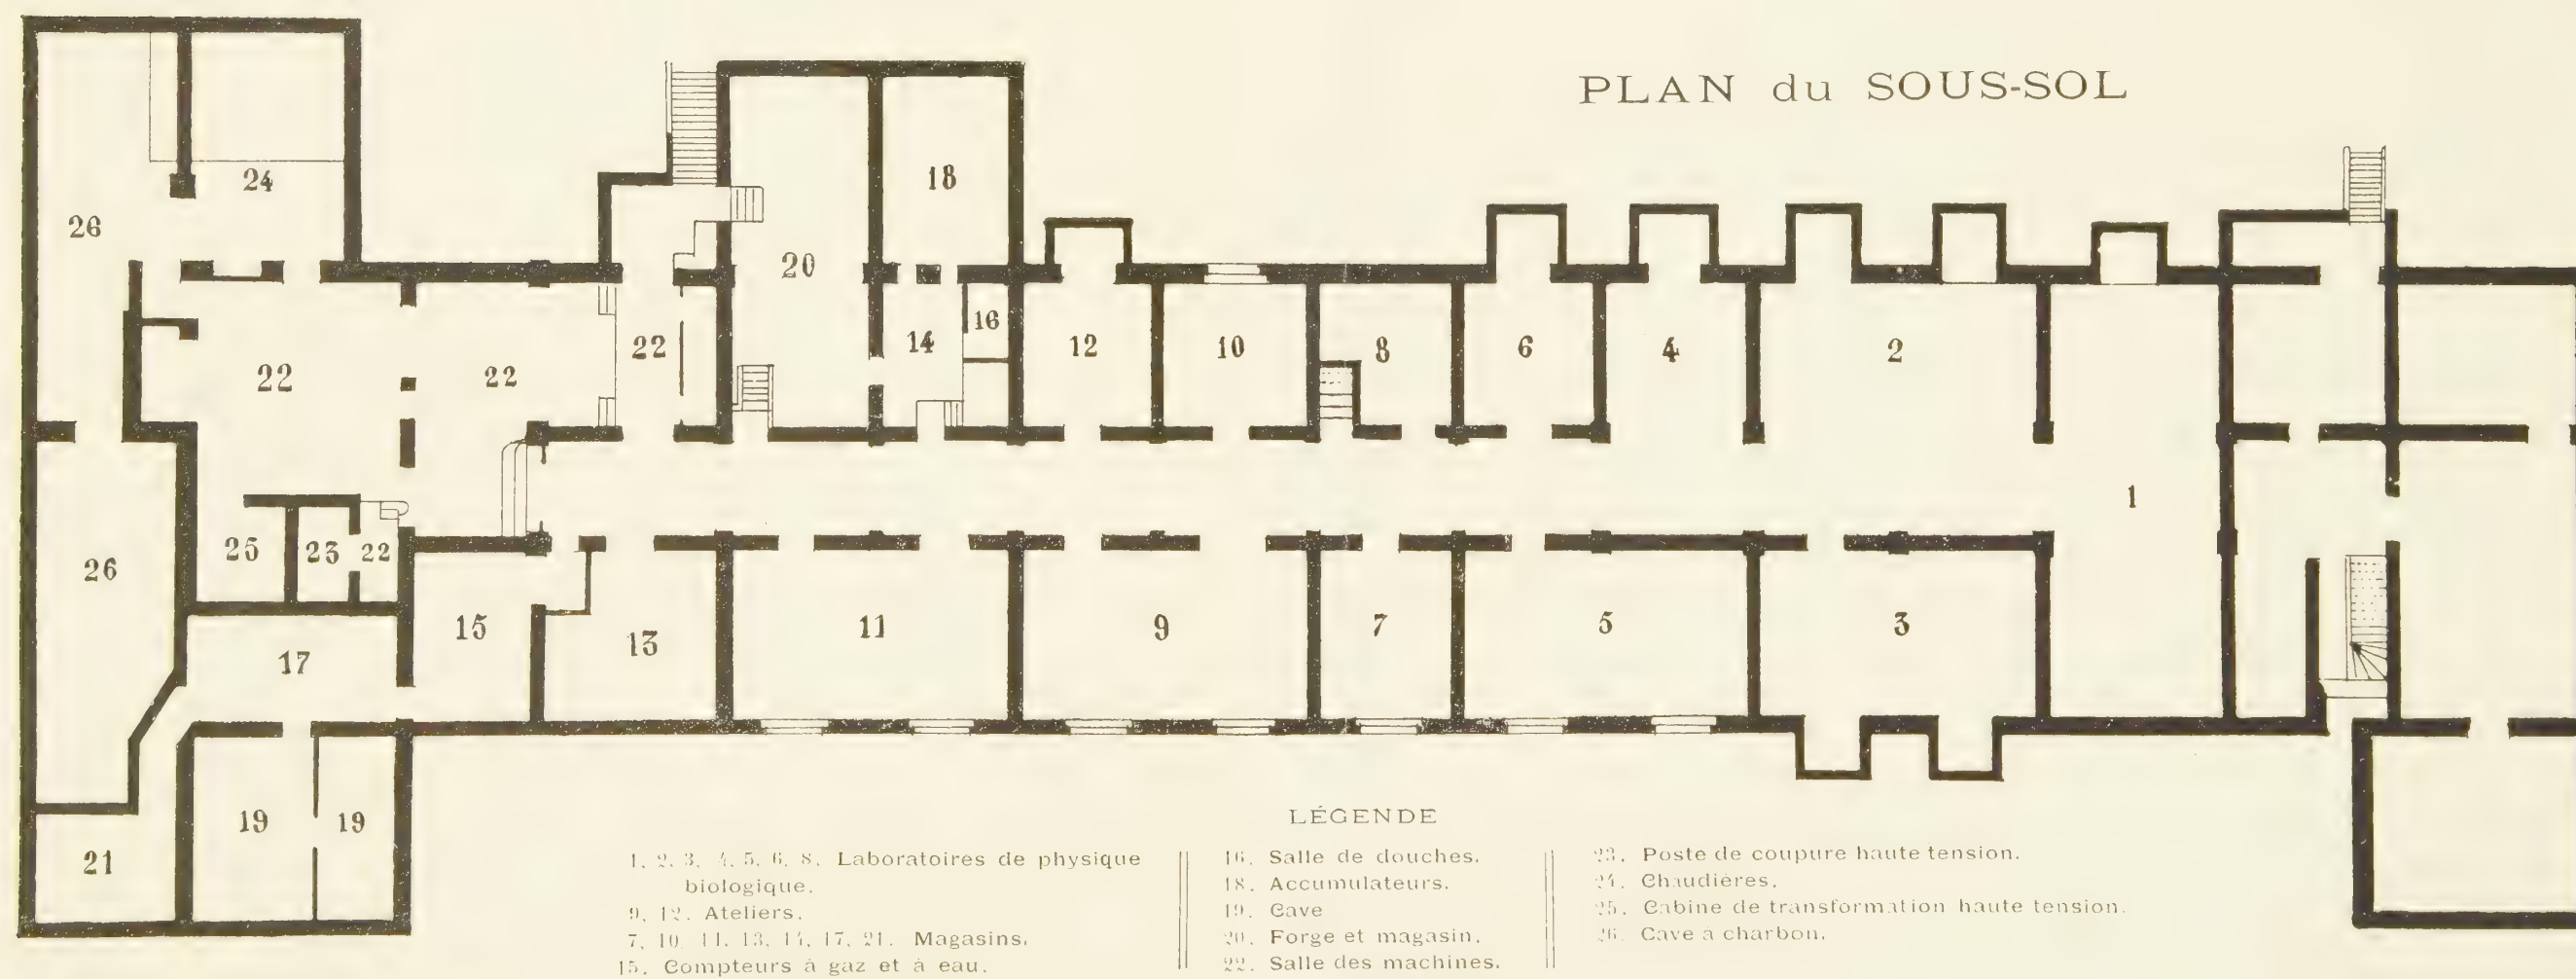 PLAN du SOUS-SOL
24
18
26
20
16
22
14
12
10
8
6
4
2
22
22
1
25
23
22
26
15
13
11
9
7
5
3
17
19
19
21
LÉGENDE
1, 2, 3, 4, 5, 6, 8. Laboratoires de physique
biologique.
9, 12. Ateliers.
7, 10, 11, 13, 14, 17, 21. Magasins.
15. Compteurs à gaz et à eau.
16. Salle de douches.
18. Accumulateurs.
19. Cave
20. Forge et magasin.
22. Salle des machines.
23. Poste de coupure haute tension.
24. Chaudières.
25. Cabine de transformation haute tension.
26. Cave à charbon.